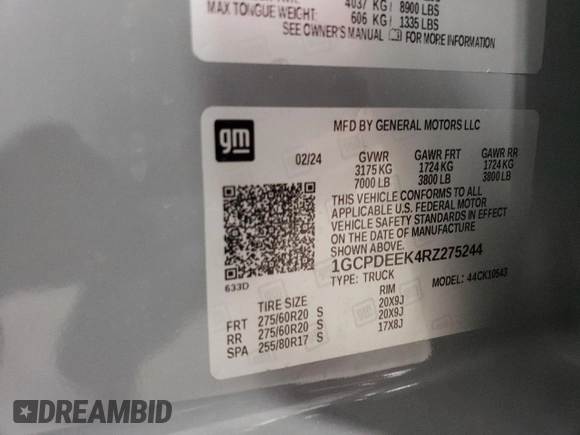 4037 KG / 8900 LBS
MAX TONGUE WEIGHT: 606 KG / 1335 LBS
SEE OWNER'S MANUAL FOR MORE INFORMATION
gm
MFD BY GENERAL MOTORS LLC
02/24 GVWR GAWR FRT GAWR RR
3175 KG 1724 KG 1724 KG
7000 LB 3800 LB 3800 LB
THIS VEHICLE CONFORMS TO ALL
APPLICABLE U.S. FEDERAL MOTOR
VEHICLE SAFETY STANDARDS IN EFFECT
ON THE DATE OF MANUFACTURE
SHOWN ABOVE.
1GCPDEEK4RZ275244
TYPE: TRUCK MODEL: 44CK10543
633D
TIRE SIZE RIM
FRT 275/60R20 S 20X9J
RR 275/60R20 S 20X9J
SPA 255/80R17 S 17X8J
DREAMBID